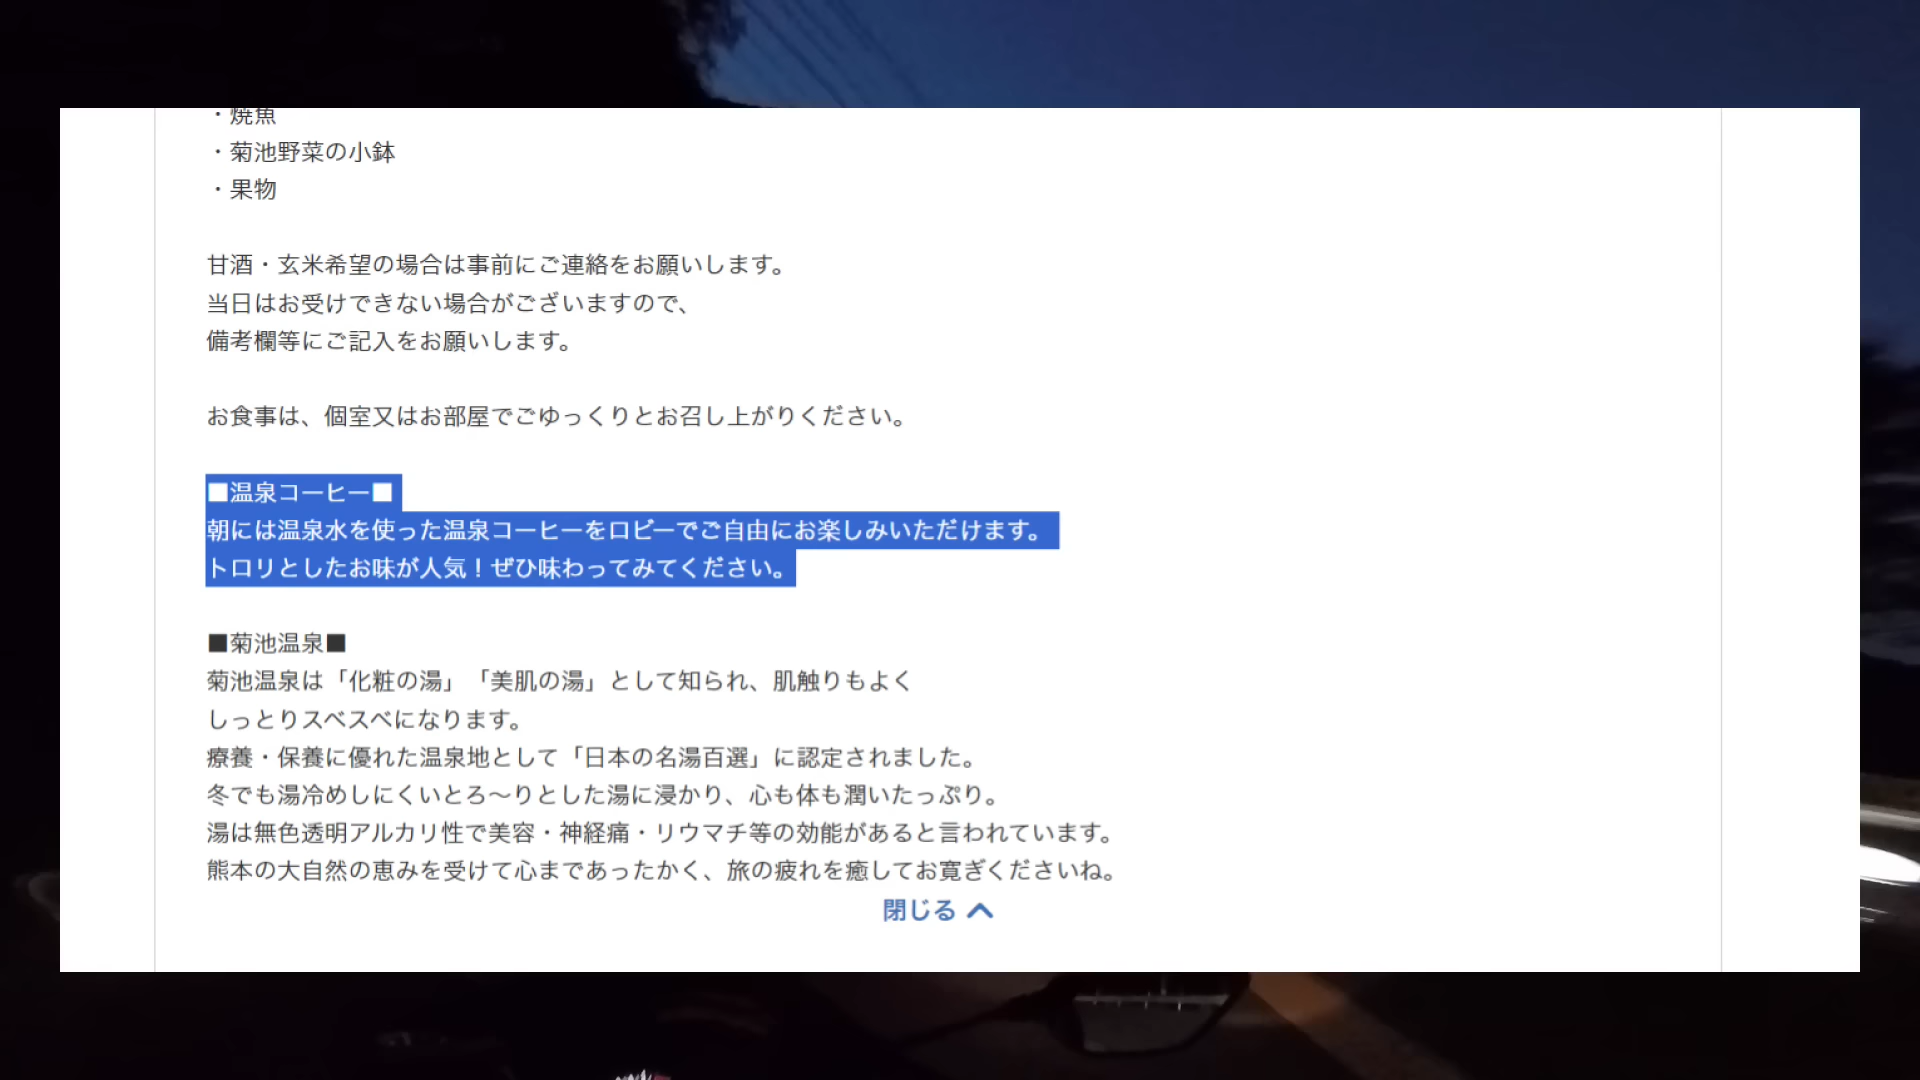 ・焼魚
・菊池野菜の小鉢
・果物
甘酒・玄米希望の場合は事前にご連絡をお願いします。
当日はお受けできない場合がございますので、
備考欄等にご記入をお願いします。
お食事は、個室又はお部屋でごゆっくりとお召し上がりください。
■温泉コーヒー■
朝には温泉水を使った温泉コーヒーをロビーでご自由にお楽しみいただけます。
トロリとしたお味が人気！ぜひ味わってみてください。
■菊池温泉■
菊池温泉は「化粧の湯」「美肌の湯」として知られ、肌触りもよく
しっとりスベスベになります。
療養・保養に優れた温泉地として「日本の名湯百選」に認定されました。
冬でも湯冷めしにくいとろ～りとした湯に浸かり、心も体も潤いたっぷり。
湯は無色透明アルカリ性で美容・神経痛・リウマチ等の効能があると言われています。
熊本の大自然の恵みを受けて心まであったかく、旅の疲れを癒してお寛ぎくださいね。
閉じる